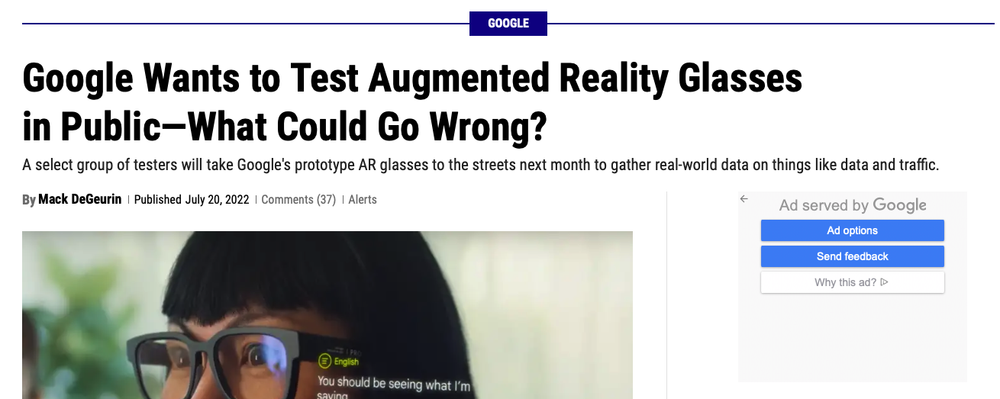 GOOGLE
Google Wants to Test Augmented Reality Glasses
in Public—What Could Go Wrong?
A select group of testers will take Google's prototype AR glasses to the streets next month to gather real-world data on things like data and traffic.
By Mack DeGeurin | Published July 20, 2022 | Comments (37) | Alerts
Ad served by Google
Ad options
Send feedback
Why this ad?
English
You should be seeing what I'm
saying